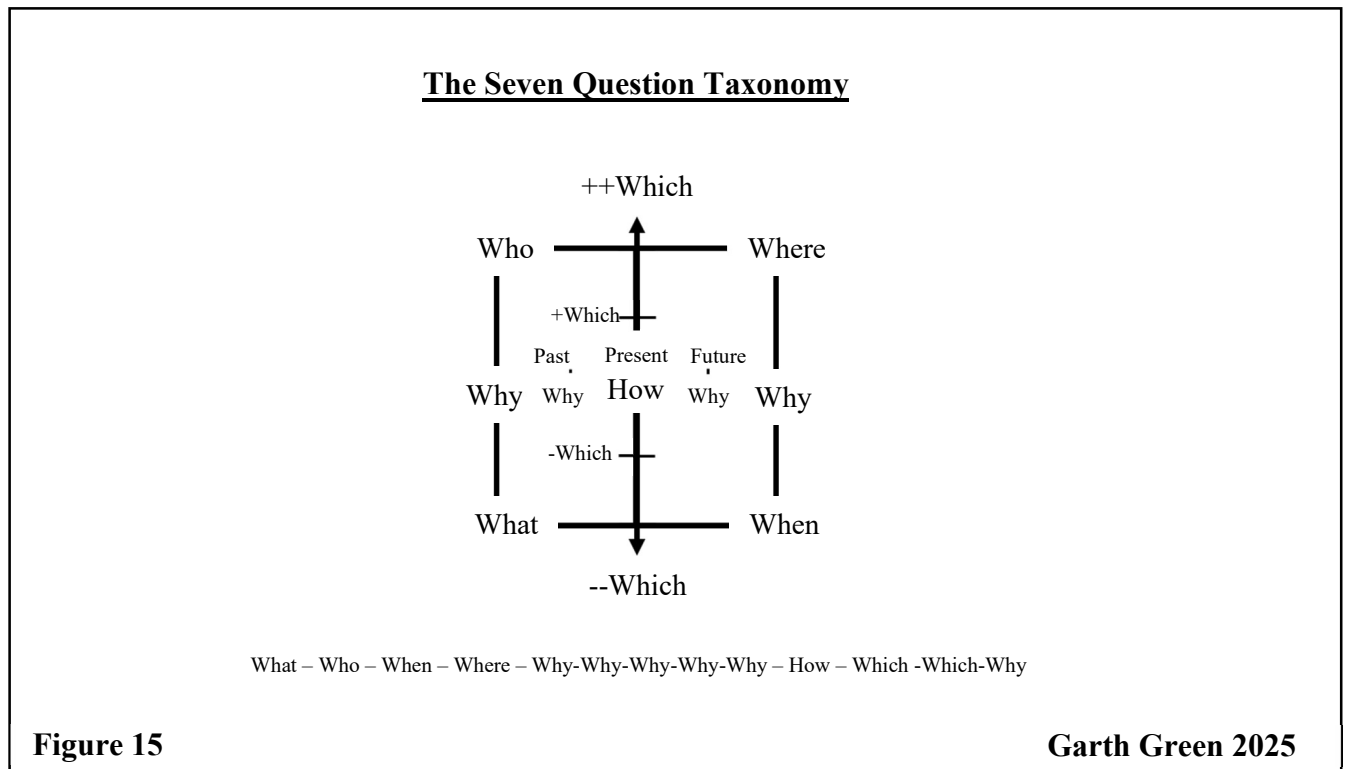 The Seven Question Taxonomy
++Which
Who Where
+Which
Past Present Future
Why Why How Why Why
-Which
What When
--Which
What – Who – When – Where – Why-Why-Why-Why-Why – How – Which -Which-Why
Figure 15 Garth Green 2025